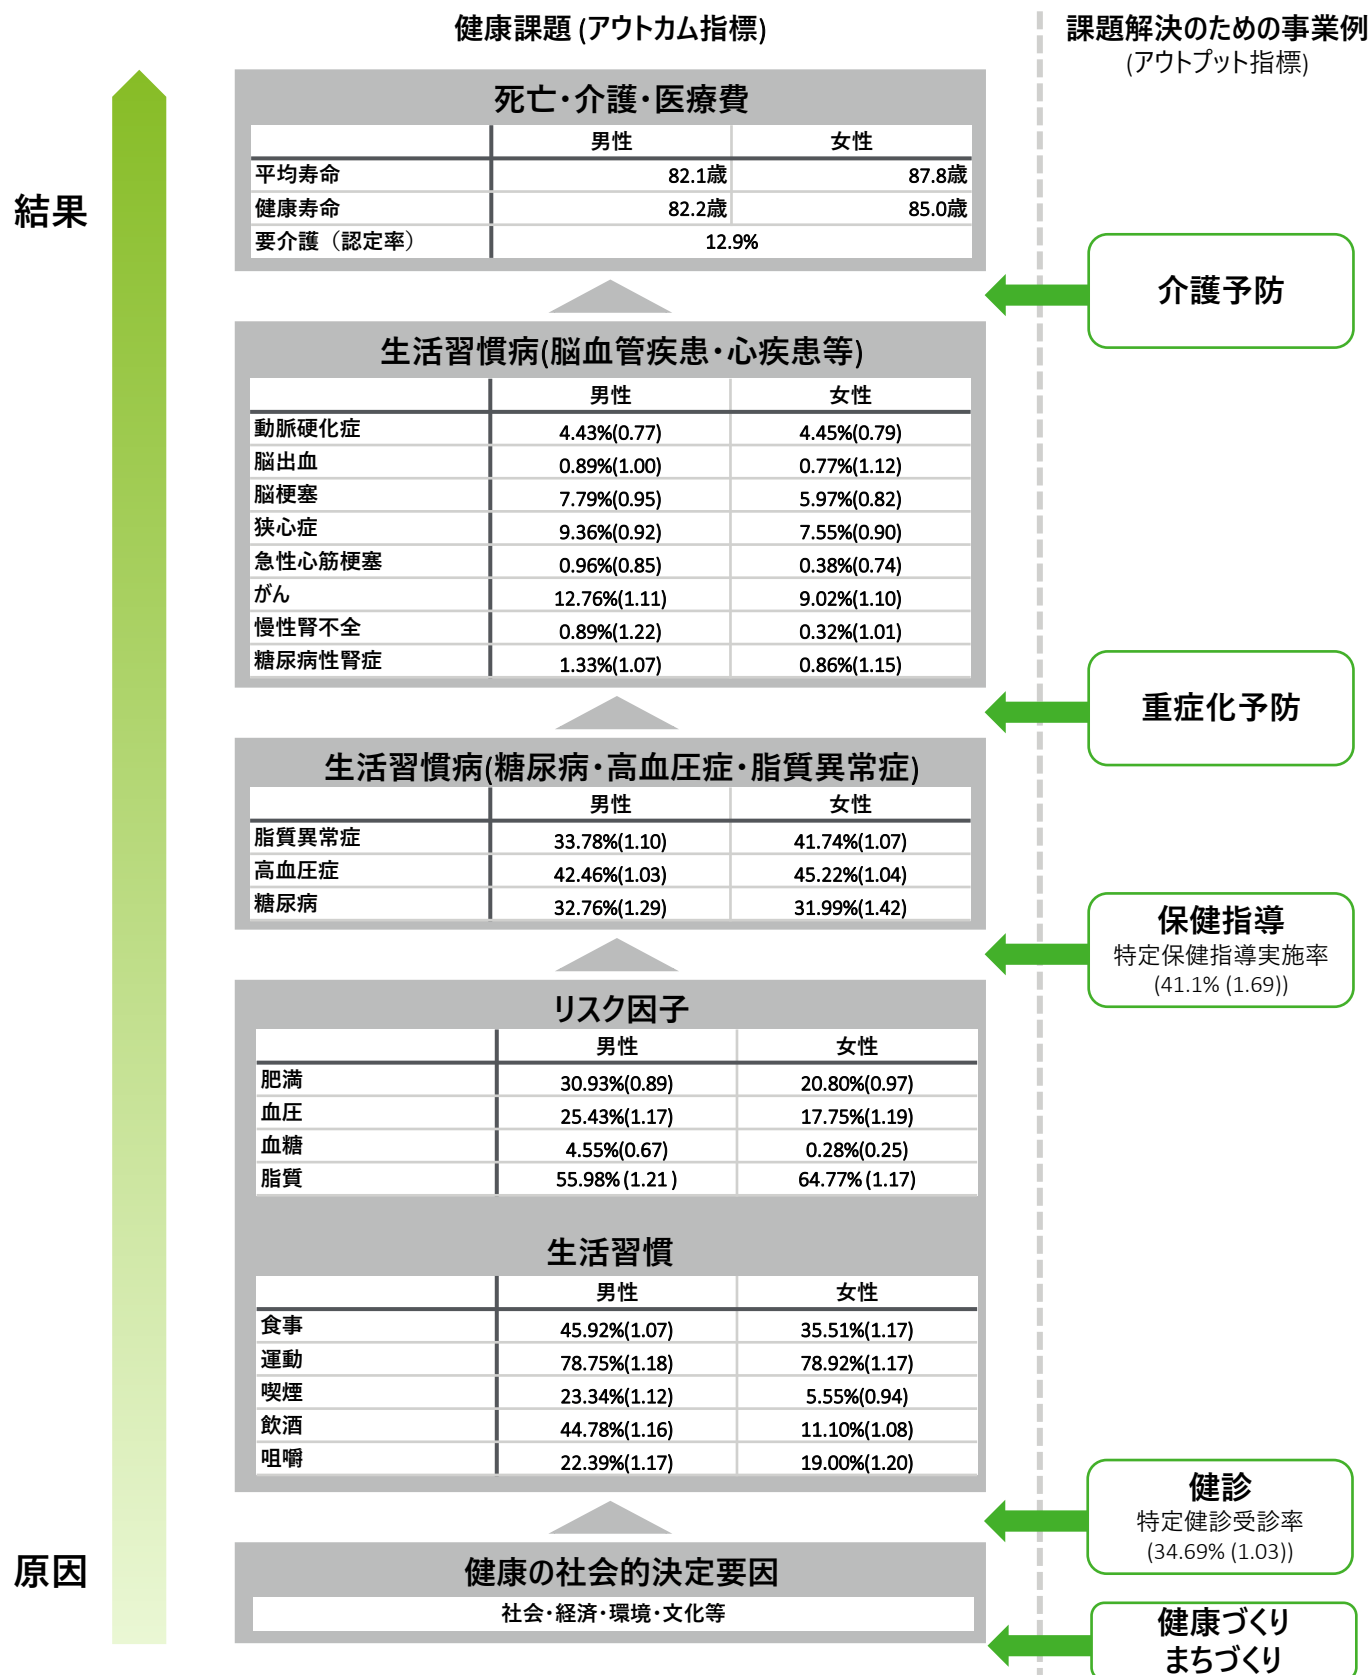 健康課題 (アウトカム指標)
課題解決のための事業例
(アウトプット指標)
結果
死亡・介護・医療費
男性 女性
平均寿命 82.1歳 87.8歳
健康寿命 82.2歳 85.0歳
要介護（認定率） 12.9%
介護予防
生活習慣病(脳血管疾患・心疾患等)
男性 女性
動脈硬化症 4.43%(0.77) 4.45%(0.79)
脳出血 0.89%(1.00) 0.77%(1.12)
脳梗塞 7.79%(0.95) 5.97%(0.82)
狭心症 9.36%(0.92) 7.55%(0.90)
急性心筋梗塞 0.96%(0.85) 0.38%(0.74)
がん 12.76%(1.11) 9.02%(1.10)
慢性腎不全 0.89%(1.22) 0.32%(1.01)
糖尿病性腎症 1.33%(1.07) 0.86%(1.15)
重症化予防
生活習慣病(糖尿病・高血圧症・脂質異常症)
男性 女性
脂質異常症 33.78%(1.10) 41.74%(1.07)
高血圧症 42.46%(1.03) 45.22%(1.04)
糖尿病 32.76%(1.29) 31.99%(1.42)
保健指導
特定保健指導実施率
(41.1% (1.69))
リスク因子
男性 女性
肥満 30.93%(0.89) 20.80%(0.97)
血圧 25.43%(1.17) 17.75%(1.19)
血糖 4.55%(0.67) 0.28%(0.25)
脂質 55.98% (1.21 ) 64.77% (1.17)
生活習慣
男性 女性
食事 45.92%(1.07) 35.51%(1.17)
運動 78.75%(1.18) 78.92%(1.17)
喫煙 23.34%(1.12) 5.55%(0.94)
飲酒 44.78%(1.16) 11.10%(1.08)
咀嚼 22.39%(1.17) 19.00%(1.20)
健診
特定健診受診率
(34.69% (1.03))
原因
健康の社会的決定要因
社会・経済・環境・文化等
健康づくり
まちづくり